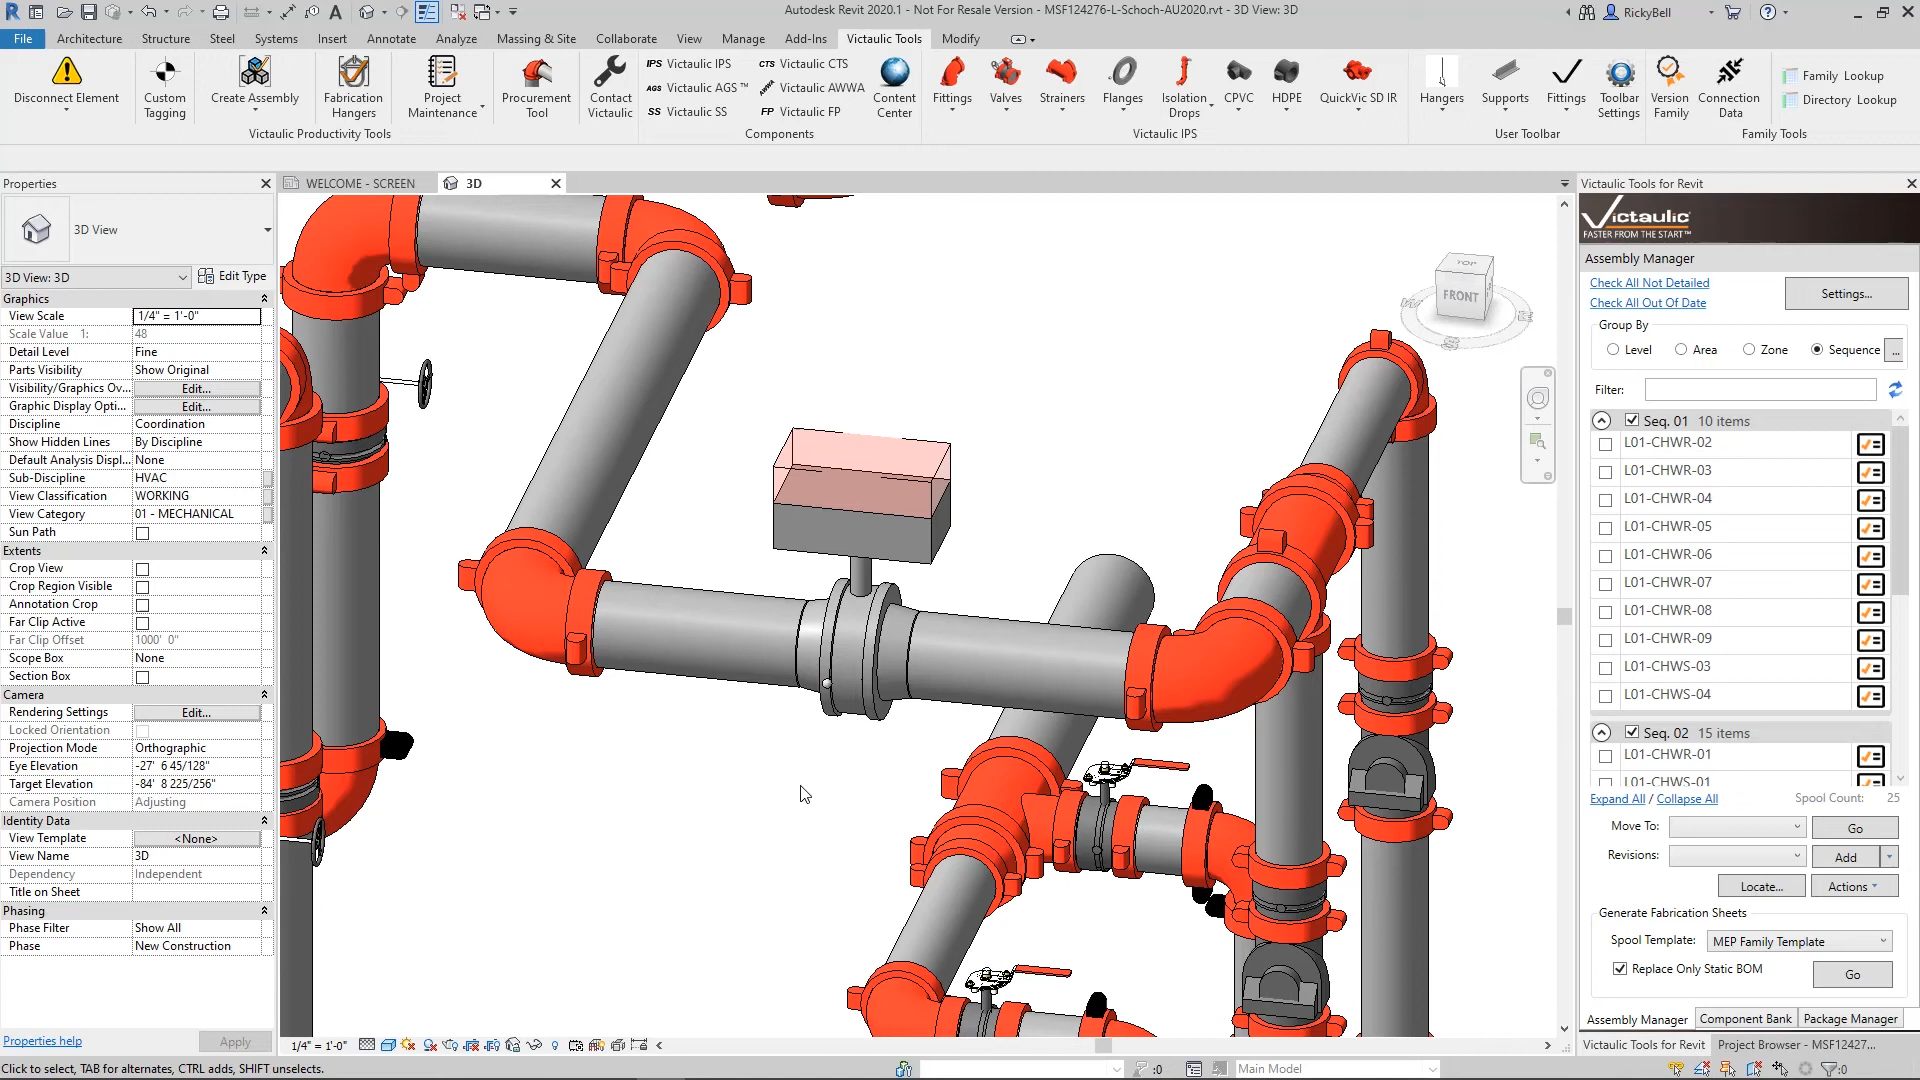 Autodesk Revit 2020.1 - Not For Resale Version - MSF124276-L-Schoch-AU2020.rvt - 3D View: 3D
RickyBell
File
Architecture
Structure
Steel
Systems
Insert
Annotate
Analyze
Massing & Site
Collaborate
View
Manage
Add-Ins
Victaulic Tools
Modify
Disconnect Element
Custom Tagging
Create Assembly
Fabrication Hangers
Project Maintenance
Procurement Tool
Contact Victaulic
IPS Victaulic IPS
AGS Victaulic AGS ™
SS Victaulic SS
CTS Victaulic CTS
AWWA Victaulic AWWA
FP Victaulic FP
Content Center
Fittings
Valves
Strainers
Flanges
Isolation Drops
CPVC
HDPE
QuickVic SD IR
Hangers
Supports
Fittings
Toolbar Settings
Version Family
Connection Data
Family Lookup
Directory Lookup
Victaulic Productivity Tools
Components
Victaulic IPS
User Toolbar
Family Tools
Properties
3D View
3D View: 3D
Edit Type
Graphics
View Scale 1/4" = 1'-0"
Scale Value 1: 48
Detail Level Fine
Parts Visibility Show Original
Visibility/Graphics Ov... Edit...
Graphic Display Opti... Edit...
Discipline Coordination
Show Hidden Lines By Discipline
Default Analysis Displ... None
Sub-Discipline HVAC
View Classification WORKING
View Category 01 - MECHANICAL
Sun Path
Extents
Crop View
Crop Region Visible
Annotation Crop
Far Clip Active
Far Clip Offset 1000' 0"
Scope Box None
Section Box
Camera
Rendering Settings Edit...
Locked Orientation
Projection Mode Orthographic
Eye Elevation -27' 6 45/128"
Target Elevation -84' 8 225/256"
Camera Position Adjusting
Identity Data
View Template <None>
View Name 3D
Dependency Independent
Title on Sheet
Phasing
Phase Filter Show All
Phase New Construction
Properties help
Apply
WELCOME - SCREEN
3D
TOP
FRONT
1/4" = 1'-0"
Victaulic Tools for Revit
Victaulic
FASTER FROM THE START™
Assembly Manager
Check All Not Detailed
Check All Out Of Date
Settings...
Group By
Level
Area
Zone
Sequence
...
Filter:
Seq. 01 10 items
L01-CHWR-02
L01-CHWR-03
L01-CHWR-04
L01-CHWR-05
L01-CHWR-06
L01-CHWR-07
L01-CHWR-08
L01-CHWR-09
L01-CHWS-03
L01-CHWS-04
Seq. 02 15 items
L01-CHWR-01
L01-CHWS-01
Expand All / Collapse All
Spool Count: 25
Move To:
Go
Revisions:
Add
Locate...
Actions
Generate Fabrication Sheets
Spool Template: MEP Family Template
Replace Only Static BOM
Go
Assembly Manager
Component Bank
Package Manager
Victaulic Tools for Revit
Project Browser - MSF12427...
Click to select, TAB for alternates, CTRL adds, SHIFT unselects.
:0
Main Model
:0